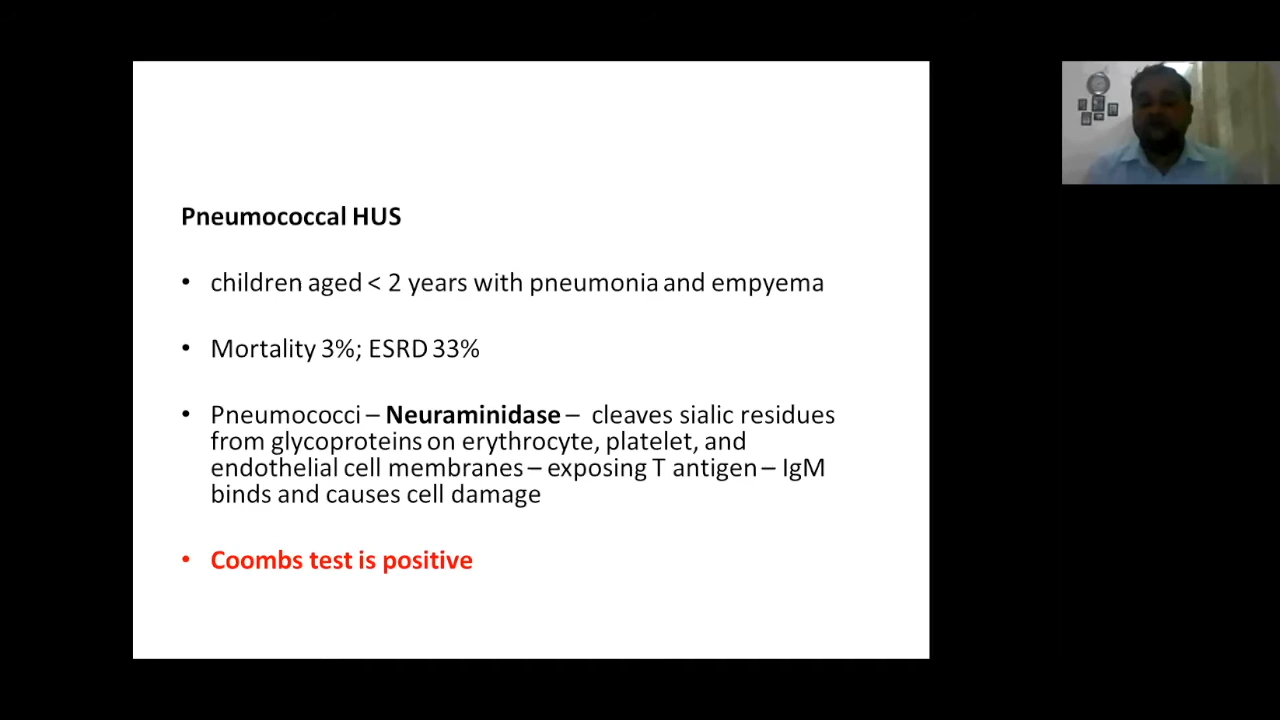 Pneumococcal HUS
• children aged < 2 years with pneumonia and empyema
• Mortality 3%; ESRD 33%
• Pneumococci – Neuraminidase – cleaves sialic residues
from glycoproteins on erythrocyte, platelet, and
endothelial cell membranes – exposing T antigen – IgM
binds and causes cell damage
• Coombs test is positive